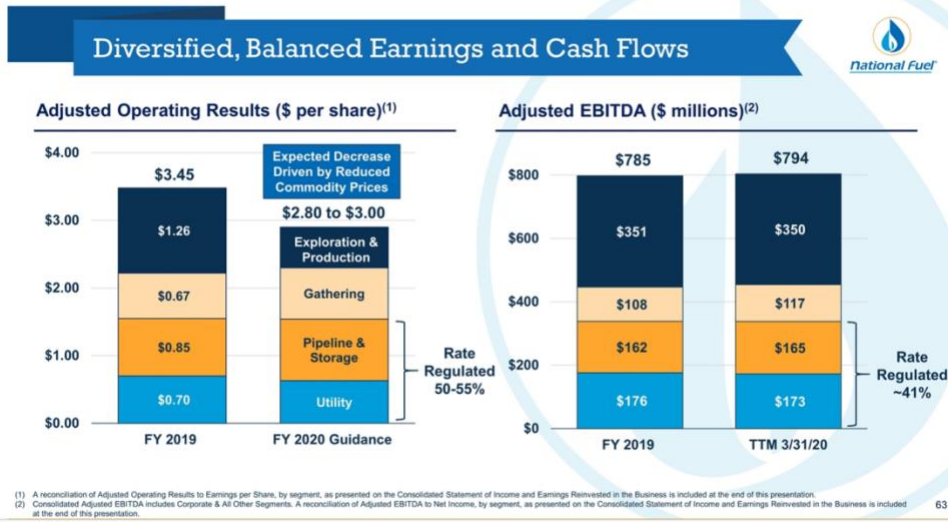 Diversified, Balanced Earnings and Cash Flows
national Fuel
Adjusted Operating Results ($ per share)(1)
$4.00
$3.00
$2.00
$1.00
$0.00
$3.45
$1.26
$0.67
$0.85
$0.70
FY 2019
Expected Decrease
Driven by Reduced
Commodity Prices
$2.80 to $3.00
Exploration &
Production
Gathering
Pipeline &
Storage
Utility
FY 2020 Guidance
Rate
Regulated
50-55%
Adjusted EBITDA ($ millions)(2)
$800
$600
$400
$200
$0
$785
$351
$108
$162
$176
FY 2019
$794
$350
$117
$165
$173
TTM 3/31/20
Rate
Regulated
~41%
(1) A reconciliation of Adjusted Operating Results to Earnings per Share, by segment, as presented on the Consolidated Statement of Income and Earnings Reinvested in the Business is included at the end of this presentation.
(2) Consolidated Adjusted EBITDA includes Corporate & All Other Segments. A reconciliation of Adjusted EBITDA to Net Income, by segment, as presented on the Consolidated Statement of Income and Earnings Reinvested in the Business is included
at the end of this presentation.
63